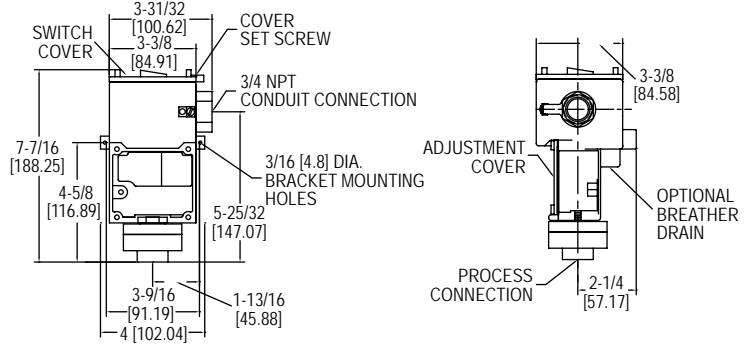 3-31/32
[100.62]
SWITCH
COVER
3-3/8
[84.91]
COVER
SET SCREW
3/4 NPT
CONDUIT CONNECTION
7-7/16
[188.25]
4-5/8
[116.89]
3/16 [4.8] DIA.
BRACKET MOUNTING
HOLES
5-25/32
[147.07]
3-9/16
[91.19]
1-13/16
[45.88]
4 [102.04]
3-3/8
[84.58]
ADJUSTMENT
COVER
OPTIONAL
BREATHER
DRAIN
PROCESS
CONNECTION
2-1/4
[57.17]